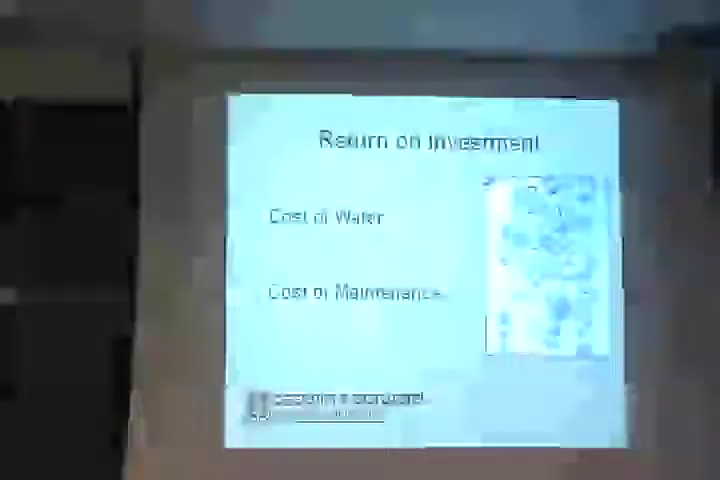 Return on Investment
Cost of Water
Cost of Maintenance